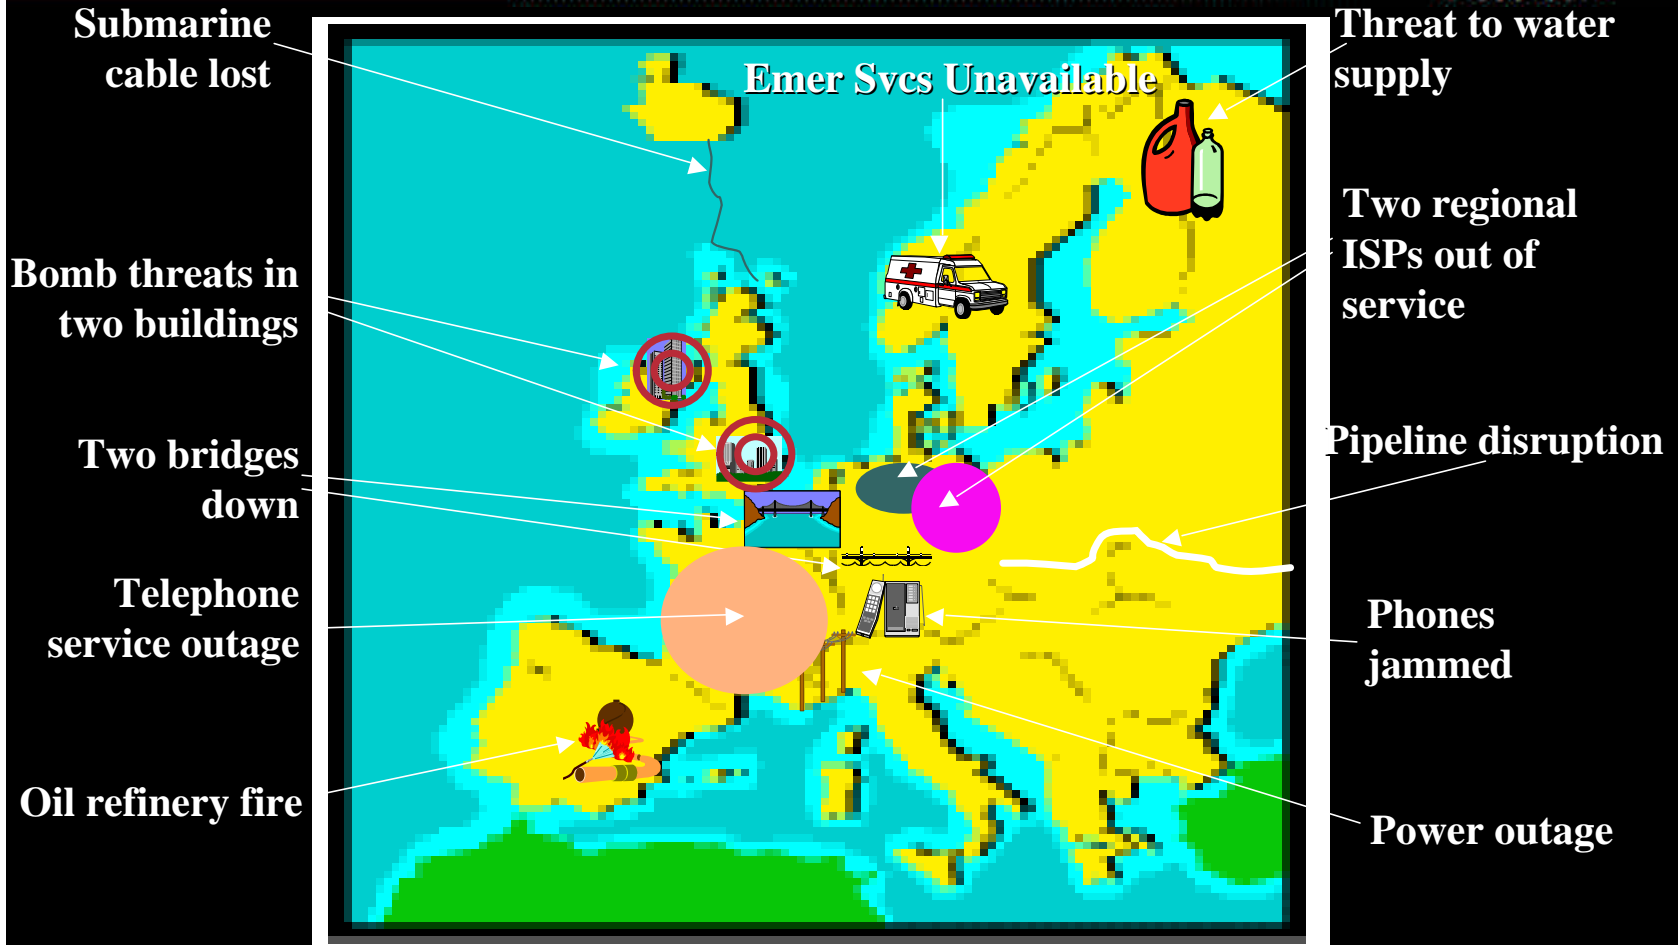 Submarine
cable lost
Emer Svcs Unavailable
Threat to water
supply
Two regional
ISPs out of
service
Bomb threats in
two buildings
Pipeline disruption
Two bridges
down
Telephone
service outage
Phones
jammed
Oil refinery fire
Power outage